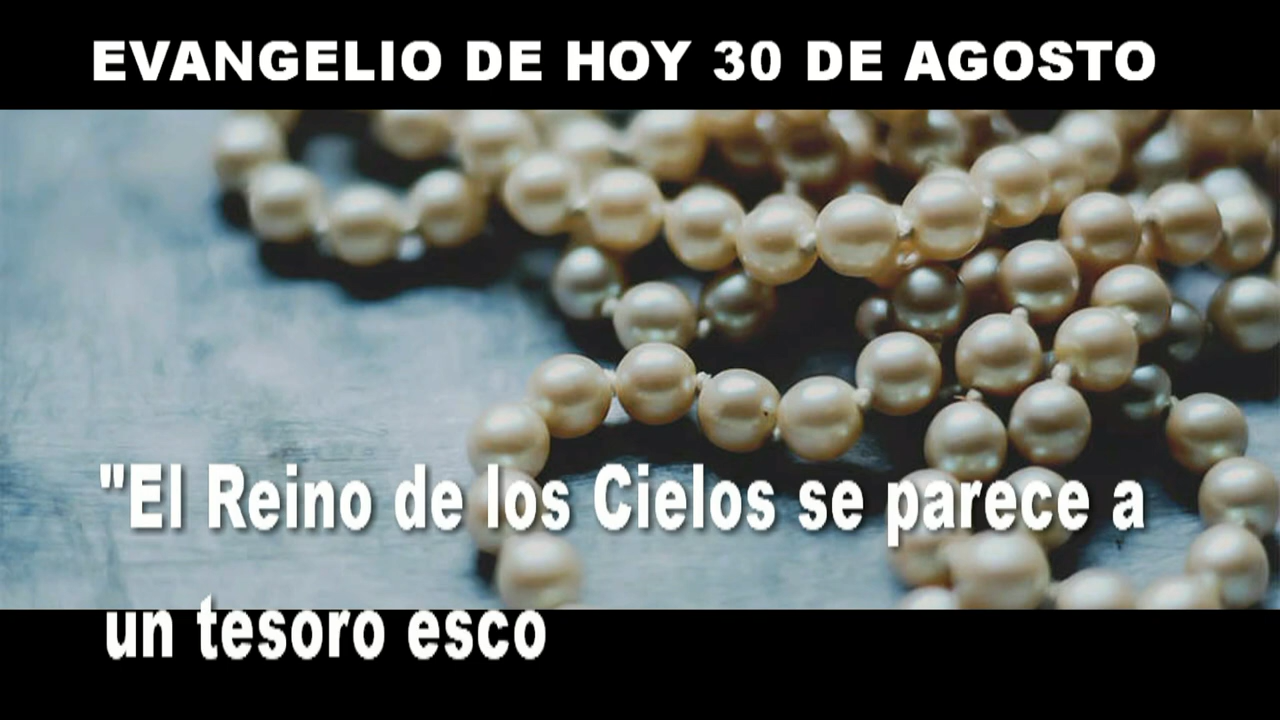 EVANGELIO DE HOY 30 DE AGOSTO
"El Reino de los Cielos se parece a
un tesoro esco